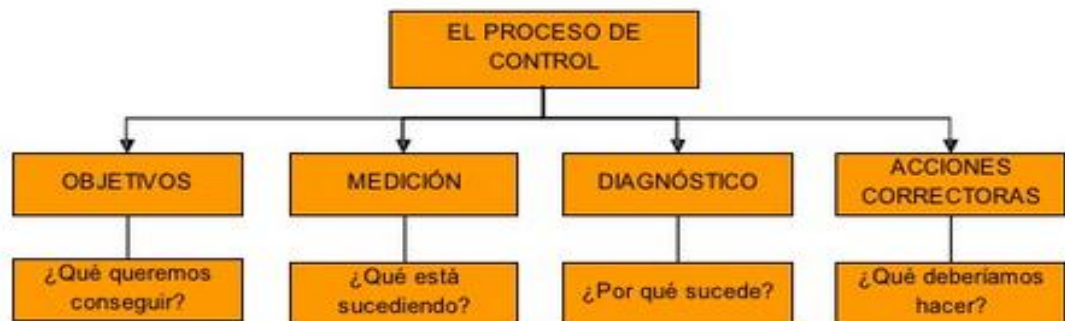 EL PROCESO DE
CONTROL
OBJETIVOS
MEDICIÓN
DIAGNÓSTICO
ACCIONES
CORRECTORAS
¿Qué queremos
conseguir?
¿Qué está
sucediendo?
¿Por qué sucede?
¿Qué deberíamos
hacer?